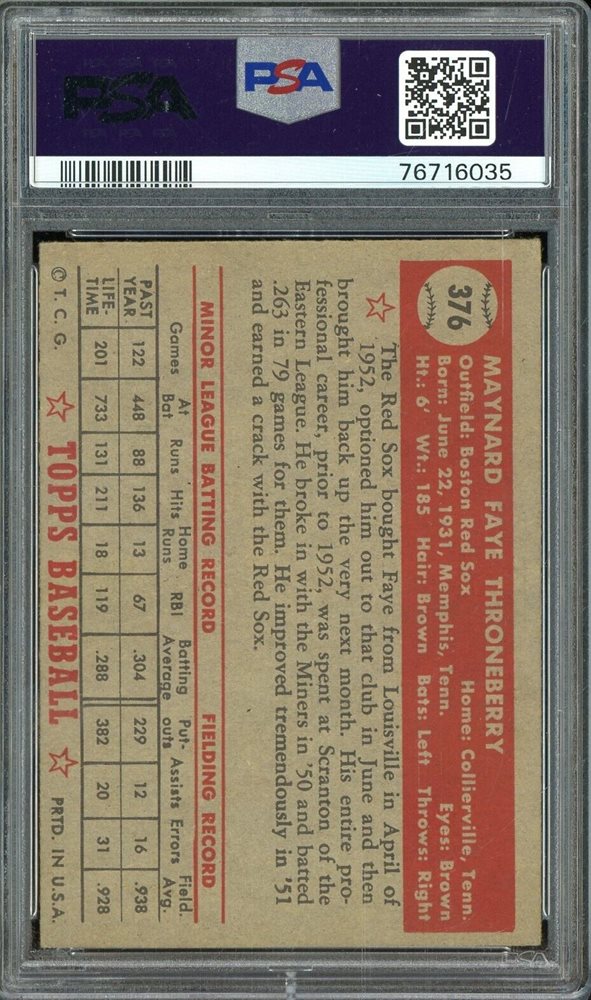 PSA
PSA
76716035
376
MAYNARD FAYE THRONEBERRY
Outfield: Boston Red Sox Home: Collierville, Tenn.
Born: June 22, 1931, Memphis, Tenn. Eyes: Brown
Ht.: 6' Wt.: 185 Hair: Brown Bats: Left Throws: Right
The Red Sox bought Faye from Louisville in April of
1952, optioned him out to that club in June and then
brought him back up the very next month. His entire pro-
fessional career, prior to 1952, was spent at Scranton of the
Eastern League. He broke in with the Miners in '50 and batted
.263 in 79 games for them. He improved tremendously in '51
and earned a crack with the Red Sox.
MINOR LEAGUE BATTING RECORD FIELDING RECORD
Games At Bat Runs Hits Home Runs RBI Batting Average Put-outs Assists Errors Field. Avg.
PAST YEAR 122 448 88 136 13 67 .304 229 12 16 .938
LIFE-TIME 201 733 131 211 18 119 .288 382 20 31 .928
© T. C. G. TOPPS BASEBALL PRTD. IN U.S.A.
PSA